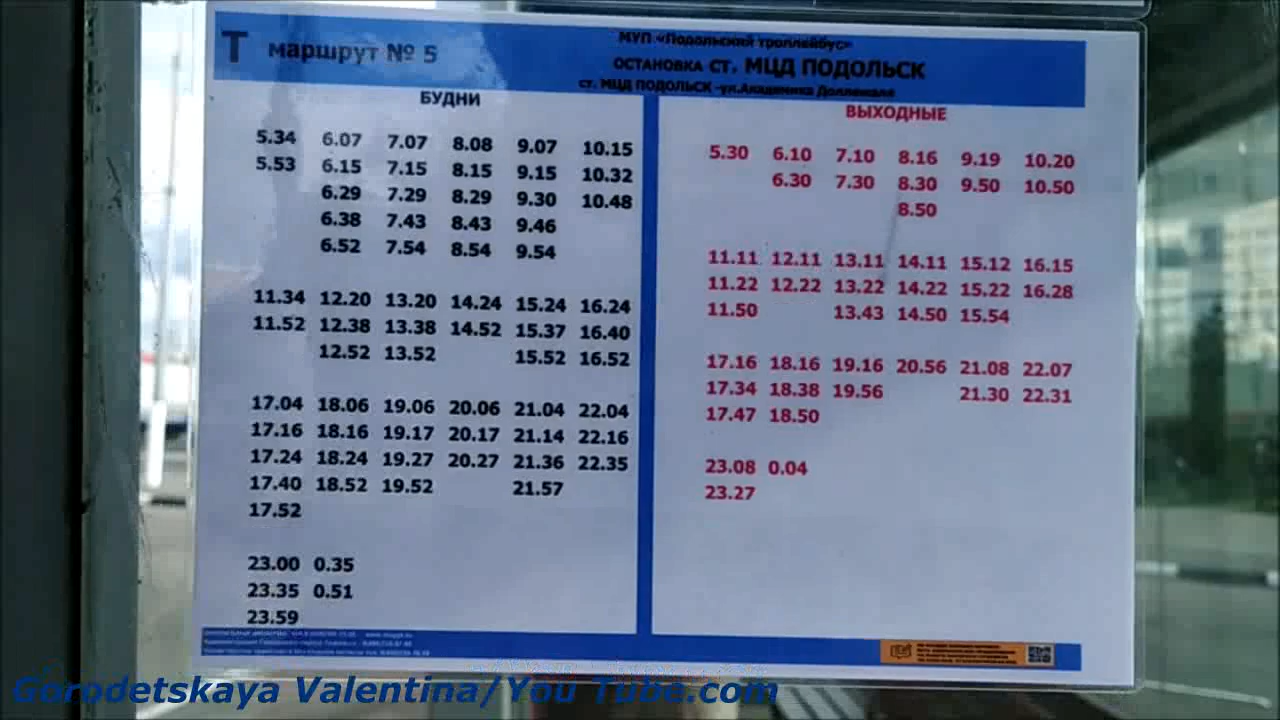 Т маршрут № 5
МУП «Подольский троллейбус»
ОСТАНОВКА СТ. МЦД ПОДОЛЬСК
ст. МЦД ПОДОЛЬСК -ул.Академика Доллежаля
БУДНИ
5.34 6.07 7.07 8.08 9.07 10.15
5.53 6.15 7.15 8.15 9.15 10.32
6.29 7.29 8.29 9.30 10.48
6.38 7.43 8.43 9.46
6.52 7.54 8.54 9.54
11.34 12.20 13.20 14.24 15.24 16.24
11.52 12.38 13.38 14.52 15.37 16.40
12.52 13.52 15.52 16.52
17.04 18.06 19.06 20.06 21.04 22.04
17.16 18.16 19.17 20.17 21.14 22.16
17.24 18.24 19.27 20.27 21.36 22.35
17.40 18.52 19.52 21.57
17.52
23.00 0.35
23.35 0.51
23.59
ВЫХОДНЫЕ
5.30 6.10 7.10 8.16 9.19 10.20
6.30 7.30 8.30 9.50 10.50
8.50
11.11 12.11 13.11 14.11 15.12 16.15
11.22 12.22 13.22 14.22 15.22 16.28
11.50 13.43 14.50 15.54
17.16 18.16 19.16 20.56 21.08 22.07
17.34 18.38 19.56 21.30 22.31
17.47 18.50
23.08 0.04
23.27
Gorodetskaya Valentina/You Tube.com